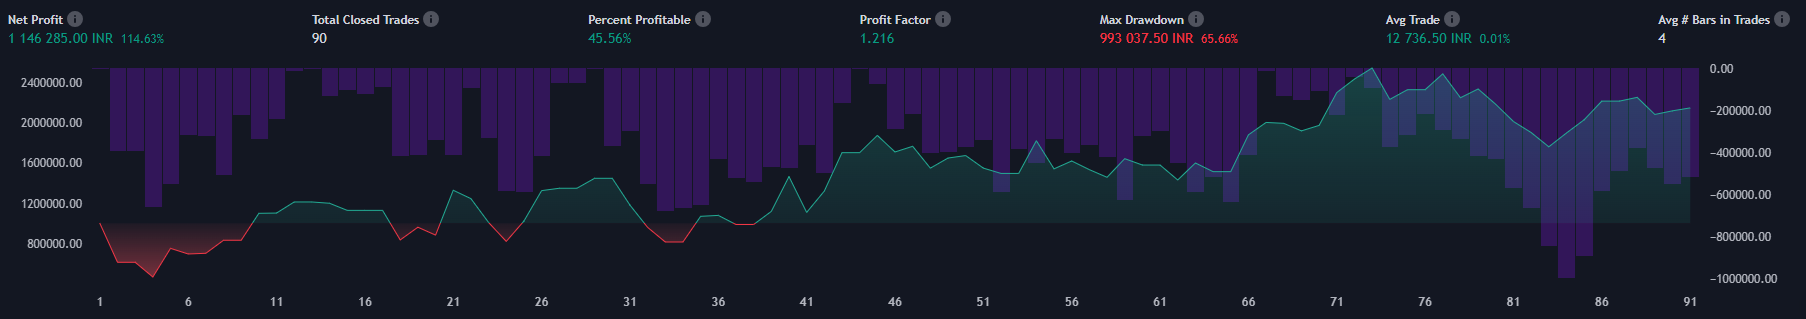 Net Profit Total Closed Trades Percent Profitable Profit Factor Max Drawdown Avg Trade Avg # Bars in Trades
1 146 285.00 INR 114.63% 90 45.56% 1.216 993 037.50 INR 65.66% 12 736.50 INR 0.01% 4
2400000.00 0.00
2000000.00 −200000.00
1600000.00 −400000.00
1200000.00 −600000.00
800000.00 −800000.00
−1000000.00
1 6 11 16 21 26 31 36 41 46 51 56 61 66 71 76 81 86 91